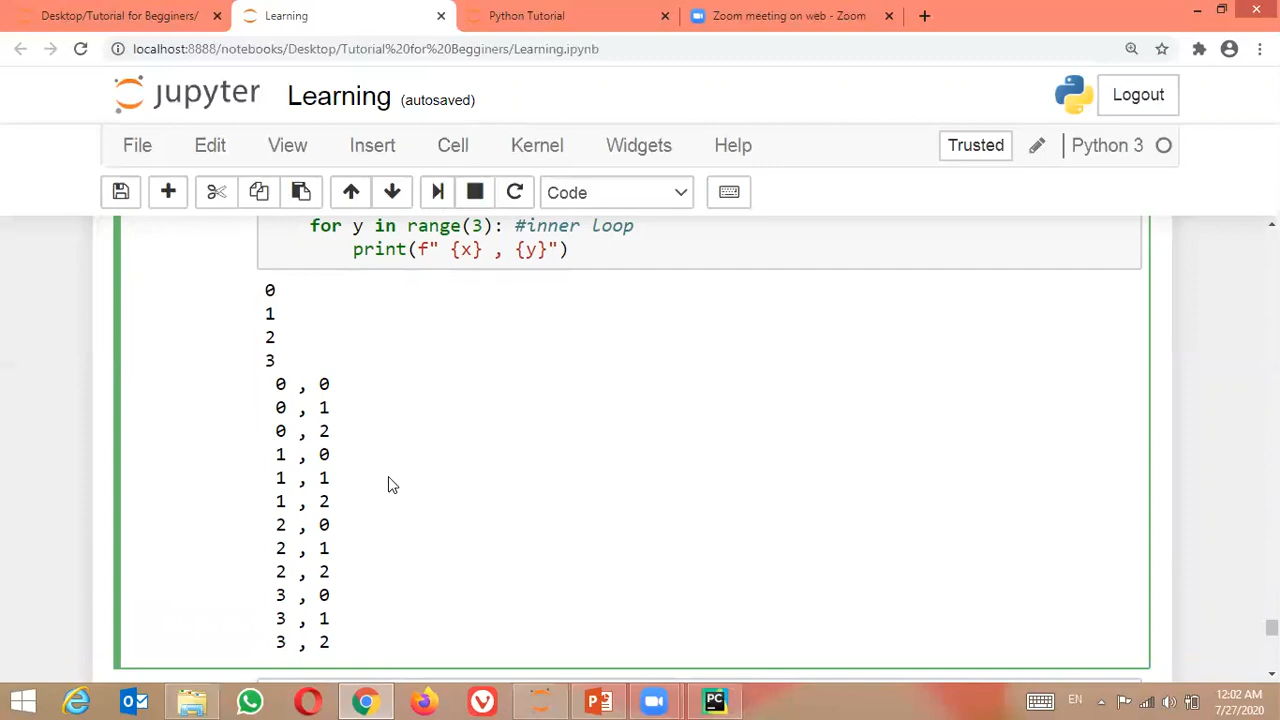 Desktop/Tutorial for Begginers/
Learning
Python Tutorial
Zoom meeting on web - Zoom
localhost:8888/notebooks/Desktop/Tutorial%20for%20Begginers/Learning.ipynb
jupyter Learning (autosaved)
Logout
File Edit View Insert Cell Kernel Widgets Help Trusted Python 3
Code
for y in range(3): #inner loop
print(f" {x} , {y}")
0
1
2
3
0 , 0
0 , 1
0 , 2
1 , 0
1 , 1
1 , 2
2 , 0
2 , 1
2 , 2
3 , 0
3 , 1
3 , 2
PC
EN
12:02 AM
7/27/2020